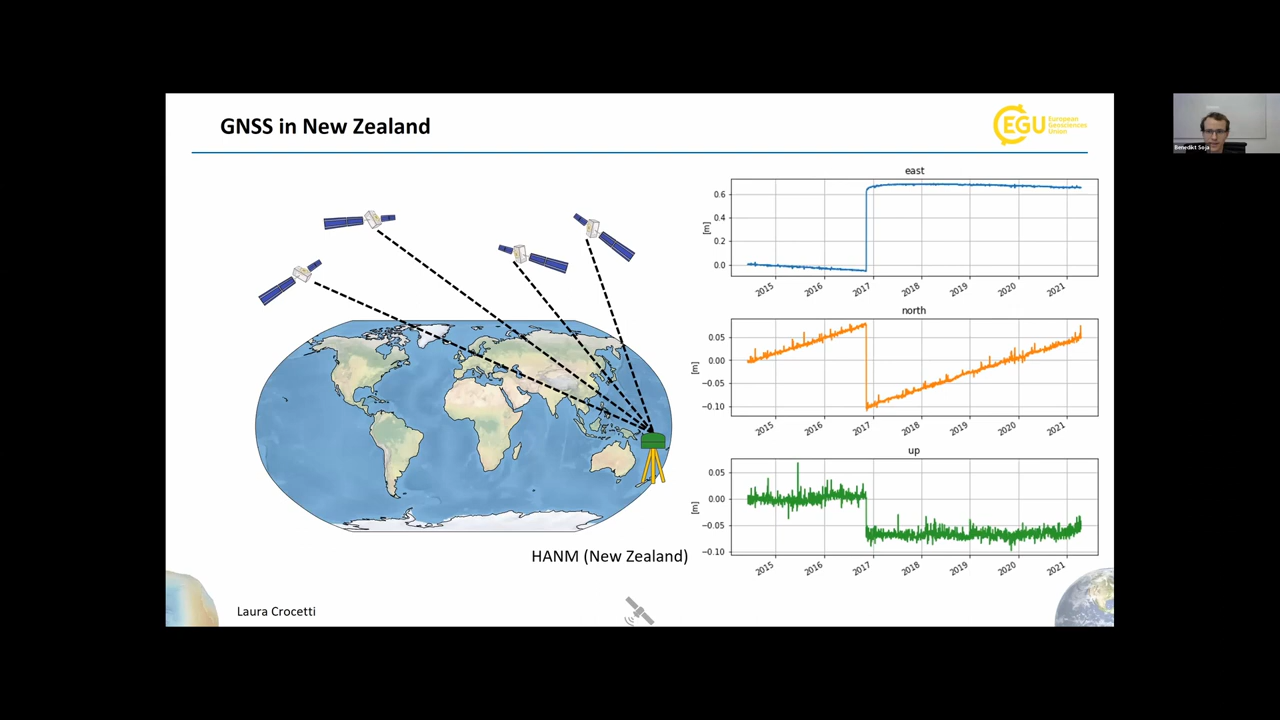 GNSS in New Zealand
EGU European
Geosciences
Union
Benedikt Soja
east
[m]
0.6
0.4
0.2
0.0
2015 2016 2017 2018 2019 2020 2021
north
[m]
0.05
0.00
−0.05
−0.10
2015 2016 2017 2018 2019 2020 2021
up
[m]
0.05
0.00
−0.05
−0.10
2015 2016 2017 2018 2019 2020 2021
HANM (New Zealand)
Laura Crocetti